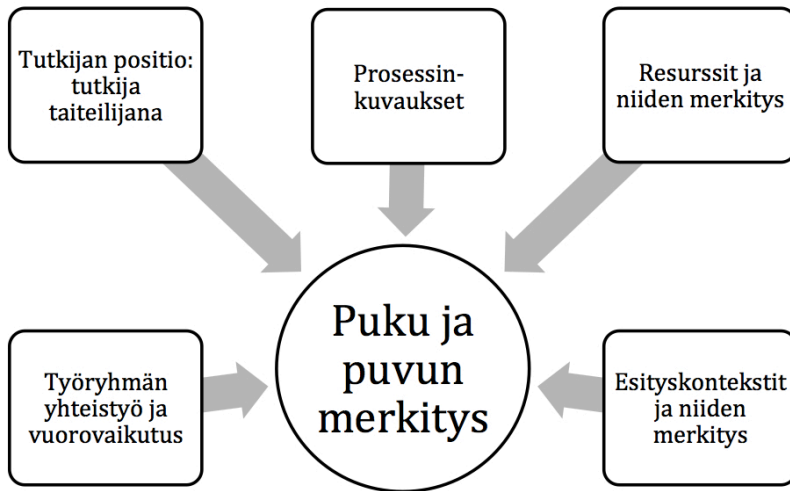 Tutkijan positio:
tutkija
taiteilijana
Prosessin-
kuvaukset
Resurssit ja
niiden merkitys
Puku ja
puvun
merkitys
Työryhmän
yhteistyö ja
vuorovaikutus
Esityskontekstit
ja niiden
merkitys